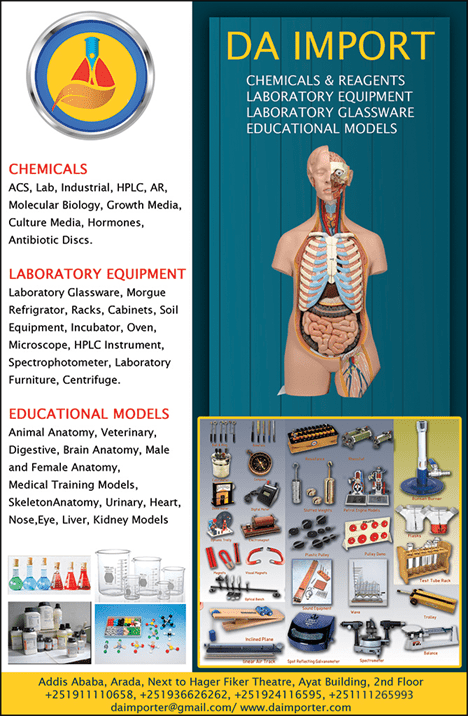 DA IMPORT
CHEMICALS & REAGENTS
LABORATORY EQUIPMENT
LABORATORY GLASSWARE
EDUCATIONAL MODELS
CHEMICALS
ACS, Lab, Industrial, HPLC, AR,
Molecular Biology, Growth Media,
Culture Media, Hormones,
Antibiotic Discs.
LABORATORY EQUIPMENT
Laboratory Glassware, Morgue
Refrigrator, Racks, Cabinets, Soil
Equipment, Incubator, Oven,
Microscope, HPLC Instrument,
Spectrophotometer, Laboratory
Furniture, Centrifuge.
EDUCATIONAL MODELS
Animal Anatomy, Veterinary,
Digestive, Brain Anatomy, Male
and Female Anatomy,
Medical Training Models,
SkeletonAnatomy, Urinary, Heart,
Nose,Eye, Liver, Kidney Models
Bunsen Burner
Slotted Weights
Flasks
Pulley Demo
Test Tube Rack
Optical Bench
Sound Equipment
Wave
Trolley
Inclined Plane
Linear Air Track
Spot Reflecting Galvanometer
Spectrometer
Balance
Addis Ababa, Arada, Next to Hager Fiker Theatre, Ayat Building, 2nd Floor
+251911110658, +251936626262, +251924116595, +251111265993
daimporter@gmail.com/ www.daimporter.com